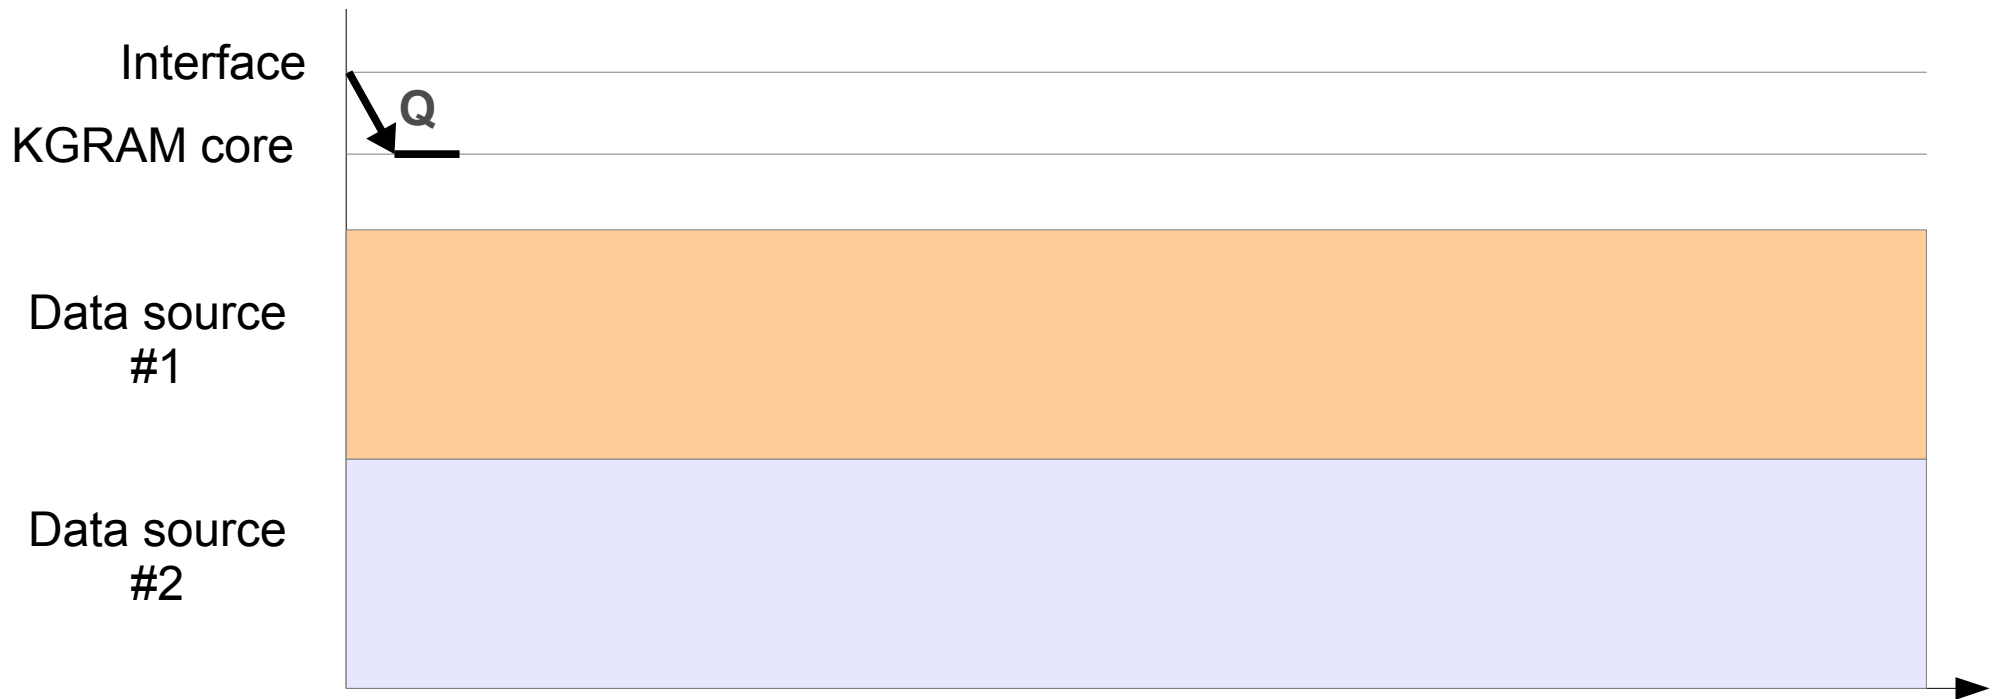 Interface
Q
KGRAM core
Data source
#1
Data source
#2